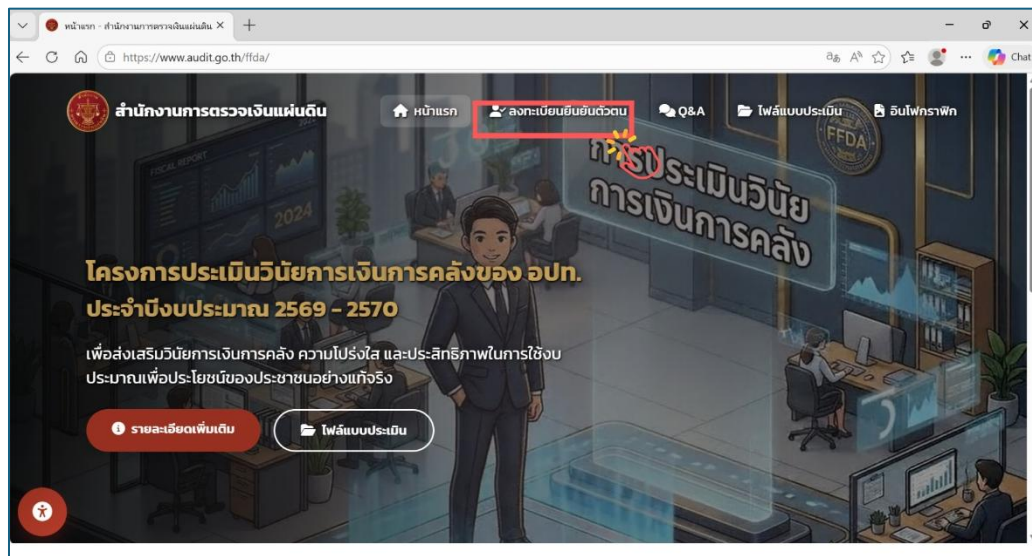 หน้าแรก - สำนักงานการตรวจเงินแผ่นดิน
https://www.audit.go.th/ffda/
Chat
สำนักงานการตรวจเงินแผ่นดิน
หน้าแรก
ลงทะเบียนยืนยันตัวตน
Q&A
ไฟล์แบบประเมิน
อินโฟกราฟิก
FFDA
FISCAL REPORT
2024
การประเมินวินัย
การเงินการคลัง
โครงการประเมินวินัยการเงินการคลังของ อปท.
ประจำปีงบประมาณ 2569 - 2570
เพื่อส่งเสริมวินัยการเงินการคลัง ความโปร่งใส และประสิทธิภาพในการใช้งบ
ประมาณเพื่อประโยชน์ของประชาชนอย่างแท้จริง
รายละเอียดเพิ่มเติม
ไฟล์แบบประเมิน